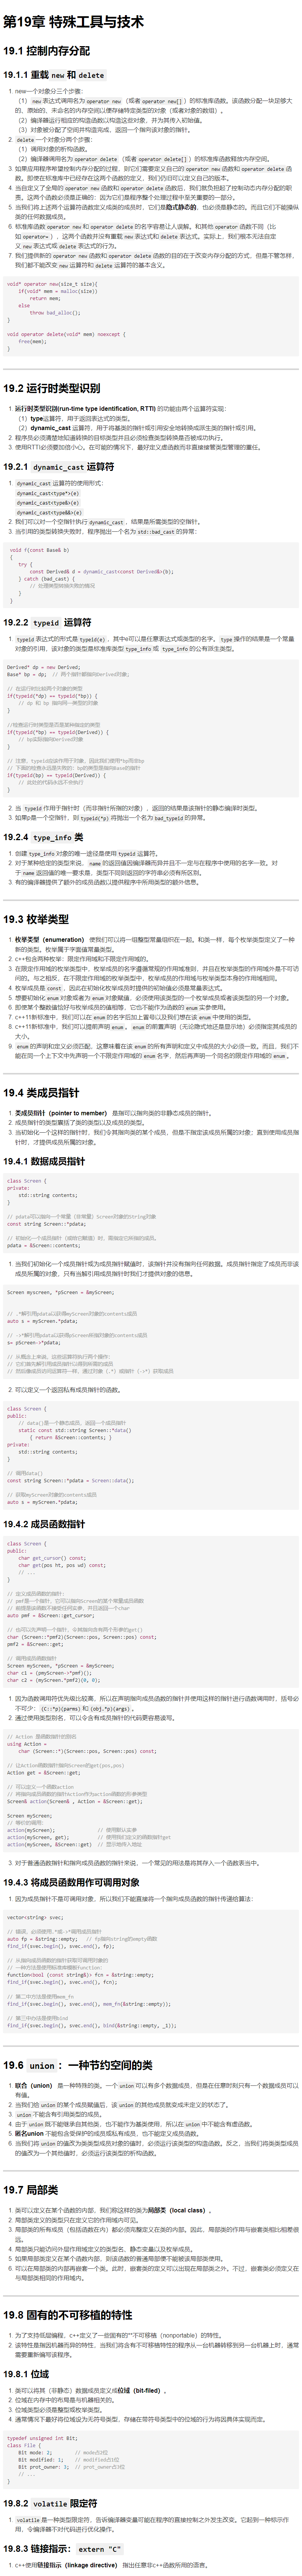 第19章 特殊工具与技术
19.1 控制内存分配
19.1.1 重载 new 和 delete
1. new一个对象分三个步骤:
（1） new 表达式调用名为 operator new （或者 operator new[] ）的标准库函数。该函数分配一块足够大
的、原始的、未命名的内存空间以便存储特定类型的对象（或者对象的数组）。
（2）编译器运行相应的构造函数以构造这些对象，并为其传入初始值。
（3）对象被分配了空间并构造完成，返回一个指向该对象的指针。
2. delete 一个对象分两个步骤：
（1）调用对象的析构函数。
（2）编译器调用名为 operator delete （或者 operator delete[] ）的标准库函数释放内存空间。
3. 如果应用程序希望控制内存分配的过程，则它们需要定义自己的 operator new 函数和 operator delete 函
数。即使在标准库中已经存在这两个函数的定义，我们仍旧可以定义自己的版本。
4. 当自定义了全局的 operator new 函数和 operator delete 函数后，我们就负担起了控制动态内存分配的职
责。这两个函数必须是正确的：因为它们是程序整个处理过程中至关重要的一部分。
5. 当我们将上述两个运算符函数定义成类的成员时，它们是隐式静态的，也必须是静态的。而且它们不能操纵
类的任何数据成员。
6. 标准库函数 operator new 和 operator delete 的名字容易让人误解。和其他 operator 函数不同（比
如 operator= ），这两个函数并没有重载 new 表达式和 delete 表达式。实际上，我们根本无法自定
义 new 表达式或 delete 表达式的行为。
7. 我们提供新的 operator new 函数和 operator delete 函数的目的在于改变内存分配的方式，但是不管怎样，
我们都不能改变 new 运算符和 delete 运算符的基本含义。
void* operator new(size_t size){
if(void* mem = malloc(size))
return mem;
else
throw bad_alloc();
}
void operator delete(void* mem) noexcept {
free(mem);
}
19.2 运行时类型识别
1. 运行时类型识别(run-time type identification, RTTI) 的功能由两个运算符实现:
（1）type运算符，用于返回表达式的类型。
（2）dynamic_cast 运算符，用于将基类的指针或引用安全地转换成派生类的指针或引用。
2. 程序员必须清楚地知道转换的目标类型并且必须检查类型转换是否被成功执行。
3. 使用RTTI必须要加倍小心。在可能的情况下，最好定义虚函数而非直接接管类型管理的重任。
19.2.1 dynamic_cast 运算符
1. dynamic_cast 运算符的使用形式:
dynamic_cast<type*>(e)
dynamic_cast<type&>(e)
dynamic_cast<type&&>(e)
2. 我们可以对一个空指针执行 dynamic_cast ，结果是所需类型的空指针。
3. 当引用的类型转换失败时，程序抛出一个名为 std::bad_cast 的异常:
void f(const Base& b)
{
try {
const Derived& d = dynamic_cast<const Derived&>(b);
} catch (bad_cast) {
// 处理类型转换失败的情况
}
}
19.2.2 typeid 运算符
1. typeid 表达式的形式是 typeid(e) ，其中e可以是任意表达式或类型的名字。 type 操作的结果是一个常量
对象的引用，该对象的类型是标准库类型 type_info 或 type_info 的公有派生类型。
Derived* dp = new Derived;
Base* bp = dp; // 两个指针都指向Derived对象；
// 在运行时比较两个对象的类型
if(typeid(*dp) == typeid(*bp)) {
// dp 和 bp 指向同一类型的对象
}
//检查运行时类型是否是某种指定的类型
if(typeid(*bp) == typeid(Derived)) {
// bp实际指向Derived对象
}
// 注意，typeid应该作用于对象，因此我们使用*bp而非bp
// 下面的检查永远是失败的: bp的类型是指向Base的指针
if(typeid(bp) == typeid(Derived)) {
// 此处的代码永远不会执行
}
2. 当 typeid 作用于指针时（而非指针所指的对象），返回的结果是该指针的静态编译时类型。
3. 如果p是一个空指针，则 typeid(*p) 将抛出一个名为 bad_typeid 的异常。
19.2.4 type_info 类
1. 创建 type_info 对象的唯一途径是使用 typeid 运算符。
2. 对于某种给定的类型来说， name 的返回值因编译器而异并且不一定与在程序中使用的名字一致。对
于 name 返回值的唯一要求是，类型不同则返回的字符串必须有所区别。
3. 有的编译器提供了额外的成员函数以提供程序中所用类型的额外信息。
19.3 枚举类型
1. 枚举类型（enumeration） 使我们可以将一组整型常量组织在一起。和类一样，每个枚举类型定义了一种
新的类型。枚举属于字面值常量类型。
2. c++包含两种枚举：限定作用域和不限定作用域的。
3. 在限定作用域的枚举类型中，枚举成员的名字遵循常规的作用域准则，并且在枚举类型的作用域外是不可访
问的。与之相反，在不限定作用域的枚举类型中，枚举成员的作用域与枚举类型本身的作用域相同。
4. 枚举成员是 const ，因此在初始化枚举成员时提供的初始值必须是常量表达式。
5. 想要初始化 enum 对象或者为 enum 对象赋值，必须使用该类型的一个枚举成员或者该类型的另一个对象。
6. 即使某个整数值恰好与枚举成员的值相等，它也不能作为函数的 enum 实参使用。
7. c++11新标准中，我们可以在 enum 的名字后加上冒号以及我们想在该 enum 中使用的类型。
8. c++11新标准中，我们可以提前声明 enum 。 enum 的前置声明（无论隐式地还是显示地）必须指定其成员的
大小。
9. enum 的声明和定义必须匹配，这意味着在该 enum 的所有声明和定义中成员的大小必须一致。而且，我们不
能在同一个上下文中先声明一个不限定作用域的 enum 名字，然后再声明一个同名的限定作用域的 enum 。
19.4 类成员指针
1. 类成员指针（pointer to member） 是指可以指向类的非静态成员的指针。
2. 成员指针的类型囊括了类的类型以及成员的类型。
3. 当初始化一个这样的指针时，我们令其指向类的某个成员，但是不指定该成员所属的对象；直到使用成员指
针时，才提供成员所属的对象。
19.4.1 数据成员指针
class Screen {
private:
std::string contents;
}
// pdata可以指向一个常量（非常量）Screen对象的string对象
const string Screen::*pdata;
// 初始化一个成员指针（或将它赋值）时，要指定它所指的成员。
pdata = &Screen::contents;
1. 当我们初始化一个成员指针或为成员指针赋值时，该指针并没有指向任何数据。成员指针指定了成员而非该
成员所属的对象，只有当解引用成员指针时我们才提供对象的信息。
Screen myscreen, *pScreen = &myScreen;
// .*解引用pdata以获得myScreen对象的contents成员
auto s = myScreen.*pdata;
// ->*解引用pdata以获得pScreen所指对象的contents成员
s= pScreen->*pdata;
// 从概念上来说，这些运算符执行两个操作：
// 它们首先解引用成员指针以得到所需的成员
// 然后像成员访问运算符一样，通过对象（.*）或指针（->*）获取成员
2. 可以定义一个返回私有成员指针的函数。
class Screen {
public:
// data()是一个静态成员，返回一个成员指针
static const std::string Screen::*data()
{ return &Screen::contents; }
private:
std::string contents;
}
// 调用data()
const string Screen::*pdata = Screen::data();
// 获取myScreen对象的contents成员
auto s = myScreen.*pdata;
19.4.2 成员函数指针
class Screen {
public:
char get_cursor() const;
char get(pos ht, pos wd) const;
// ...
}
// 定义成员函数的指针:
// pmf是一个指针，它可以指向Screen的某个常量成员函数
// 前提是该函数不接受任何实参，并且返回一个char
auto pmf = &Screen::get_cursor;
// 也可以先声明一个指针，令其指向含有两个形参的get()
char (Screen::*pmf2)(Screen::pos, Screen::pos) const;
pmf2 = &Screen::get;
// 调用成员函数指针
Screen myScreen, *pScreen = &myScreen;
char c1 = (pmyScreen->*pmf)();
char c2 = (myScreen.*pmf2)(0, 0);
1. 因为函数调用符优先级比较高，所以在声明指向成员函数的指针并使用这样的指针进行函数调用时，括号必
不可少: (C::*p)(parms) 和 (obj.*p)(args) 。
2. 通过使用类型别名，可以令含有成员指针的代码更容易读写。
// Action 是函数指针的别名
using Action =
char (Screen::*)(Screen::pos, Screen::pos) const;
// 让Action函数指针指向Screen的get(pos,pos)
Action get = &Screen::get;
// 可以定义一个函数action
// 将指向成员函数的指针Action作为action函数的形参类型
Screen& action(Screen& , Action = &Screen::get);
Screen myScreen;
// 等价的调用:
action(myScreen); // 使用默认实参
action(myScreen, get); // 使用我们定义的函数指针get
action(myScreen, &Screen::get) // 显示地传入地址
3. 对于普通函数指针和指向成员函数的指针来说，一个常见的用法是将其存入一个函数表当中。
19.4.3 将成员函数用作可调用对象
1. 因为成员指针不是可调用对象，所以我们不能直接将一个指向成员函数的指针传递给算法：
vector<string> svec;
// 错误，必须使用.*或->*调用成员指针
auto fp = &string::empty; // fp指向string的empty函数
find_if(svec.begin(), svec.end(), fp);
// 从指向成员函数的指针获取可调用对象的
// 一种办法是使用标准库模板function:
function<bool (const string&)> fcn = &string::empty;
find_if(svec.begin(), svec.end(), fcn);
// 第二中办法是使用mem_fn
find_if(svec.begin(), svec.end(), mem_fn(&string::empty));
// 第三中办法是使用bind
find_if(svec.begin(), svec.end(), bind(&string::empty, _1));
19.6 union ：一种节约空间的类
1. 联合（union） 是一种特殊的类。一个 union 可以有多个数据成员，但是在任意时刻只有一个数据成员可以
有值。
2. 当我们给 union 的某个成员赋值后，该 union 的其他成员就变成未定义的状态了。
3. union 不能含有引用类型的成员。
4. 由于 union 既不能继承自其他类，也不能作为基类使用，所以在 union 中不能含有虚函数。
5. 匿名union 不能包含受保护的成员或私有成员，也不能定义成员函数。
6. 当我们将 union 的值改为类类型成员对象的值时，必须运行该类型的构造函数。反之，当我们将类类型成员
的值改为一个其他值时，必须运行该类型的析构函数。
19.7 局部类
1. 类可以定义在某个函数的内部，我们称这样的类为局部类（local class）。
2. 局部类定义的类型只在定义它的作用域内可见。
3. 局部类的所有成员（包括函数在内）都必须完整定义在类的内部。因此，局部类的作用与嵌套类相比相差很
远。
4. 局部类只能访问外层作用域定义的类型名、静态变量以及枚举成员。
5. 如果局部类定义在某个函数内部，则该函数的普通局部便不能被该局部类使用。
6. 可以在局部类的内部再嵌套一个类。此时，嵌套类的定义可以出现在局部类之外。不过，嵌套类必须定义在
与局部类相同的作用域内。
19.8 固有的不可移植的特性
1. 为了支持低层编程，c++定义了一些固有的**不可移植（nonportable）的特性。
2. 该特性是指因机器而异的特性，当我们将含有不可移植特性的程序从一台机器转移到另一台机器上时，通常
需要重新编写该程序。
19.8.1 位域
1. 类可以将其（非静态）数据成员定义成位域（bit-filed）。
2. 位域在内存中的布局是与机器相关的。
3. 位域类型必须是整型或枚举类型。
4. 通常情况下最好将位域设为无符号类型，存储在带符号类型中的位域的行为将因具体实现而定。
typedef unsigned int Bit;
class File {
Bit mode: 2; // mode占2位
Bit modified: 1; // modified占1位
Bit prot_owner: 3; // prot_owner占3位
// ...
}
19.8.2 volatile 限定符
1. volatile 是一种类型限定符，告诉编译器变量可能在程序的直接控制之外发生改变。它起到一种标示作
用，令编译器不对代码进行优化操作。
19.8.3 链接指示： extern "C"
1. c++使用链接指示（linkage directive） 指出任意非c++函数所用的语言。